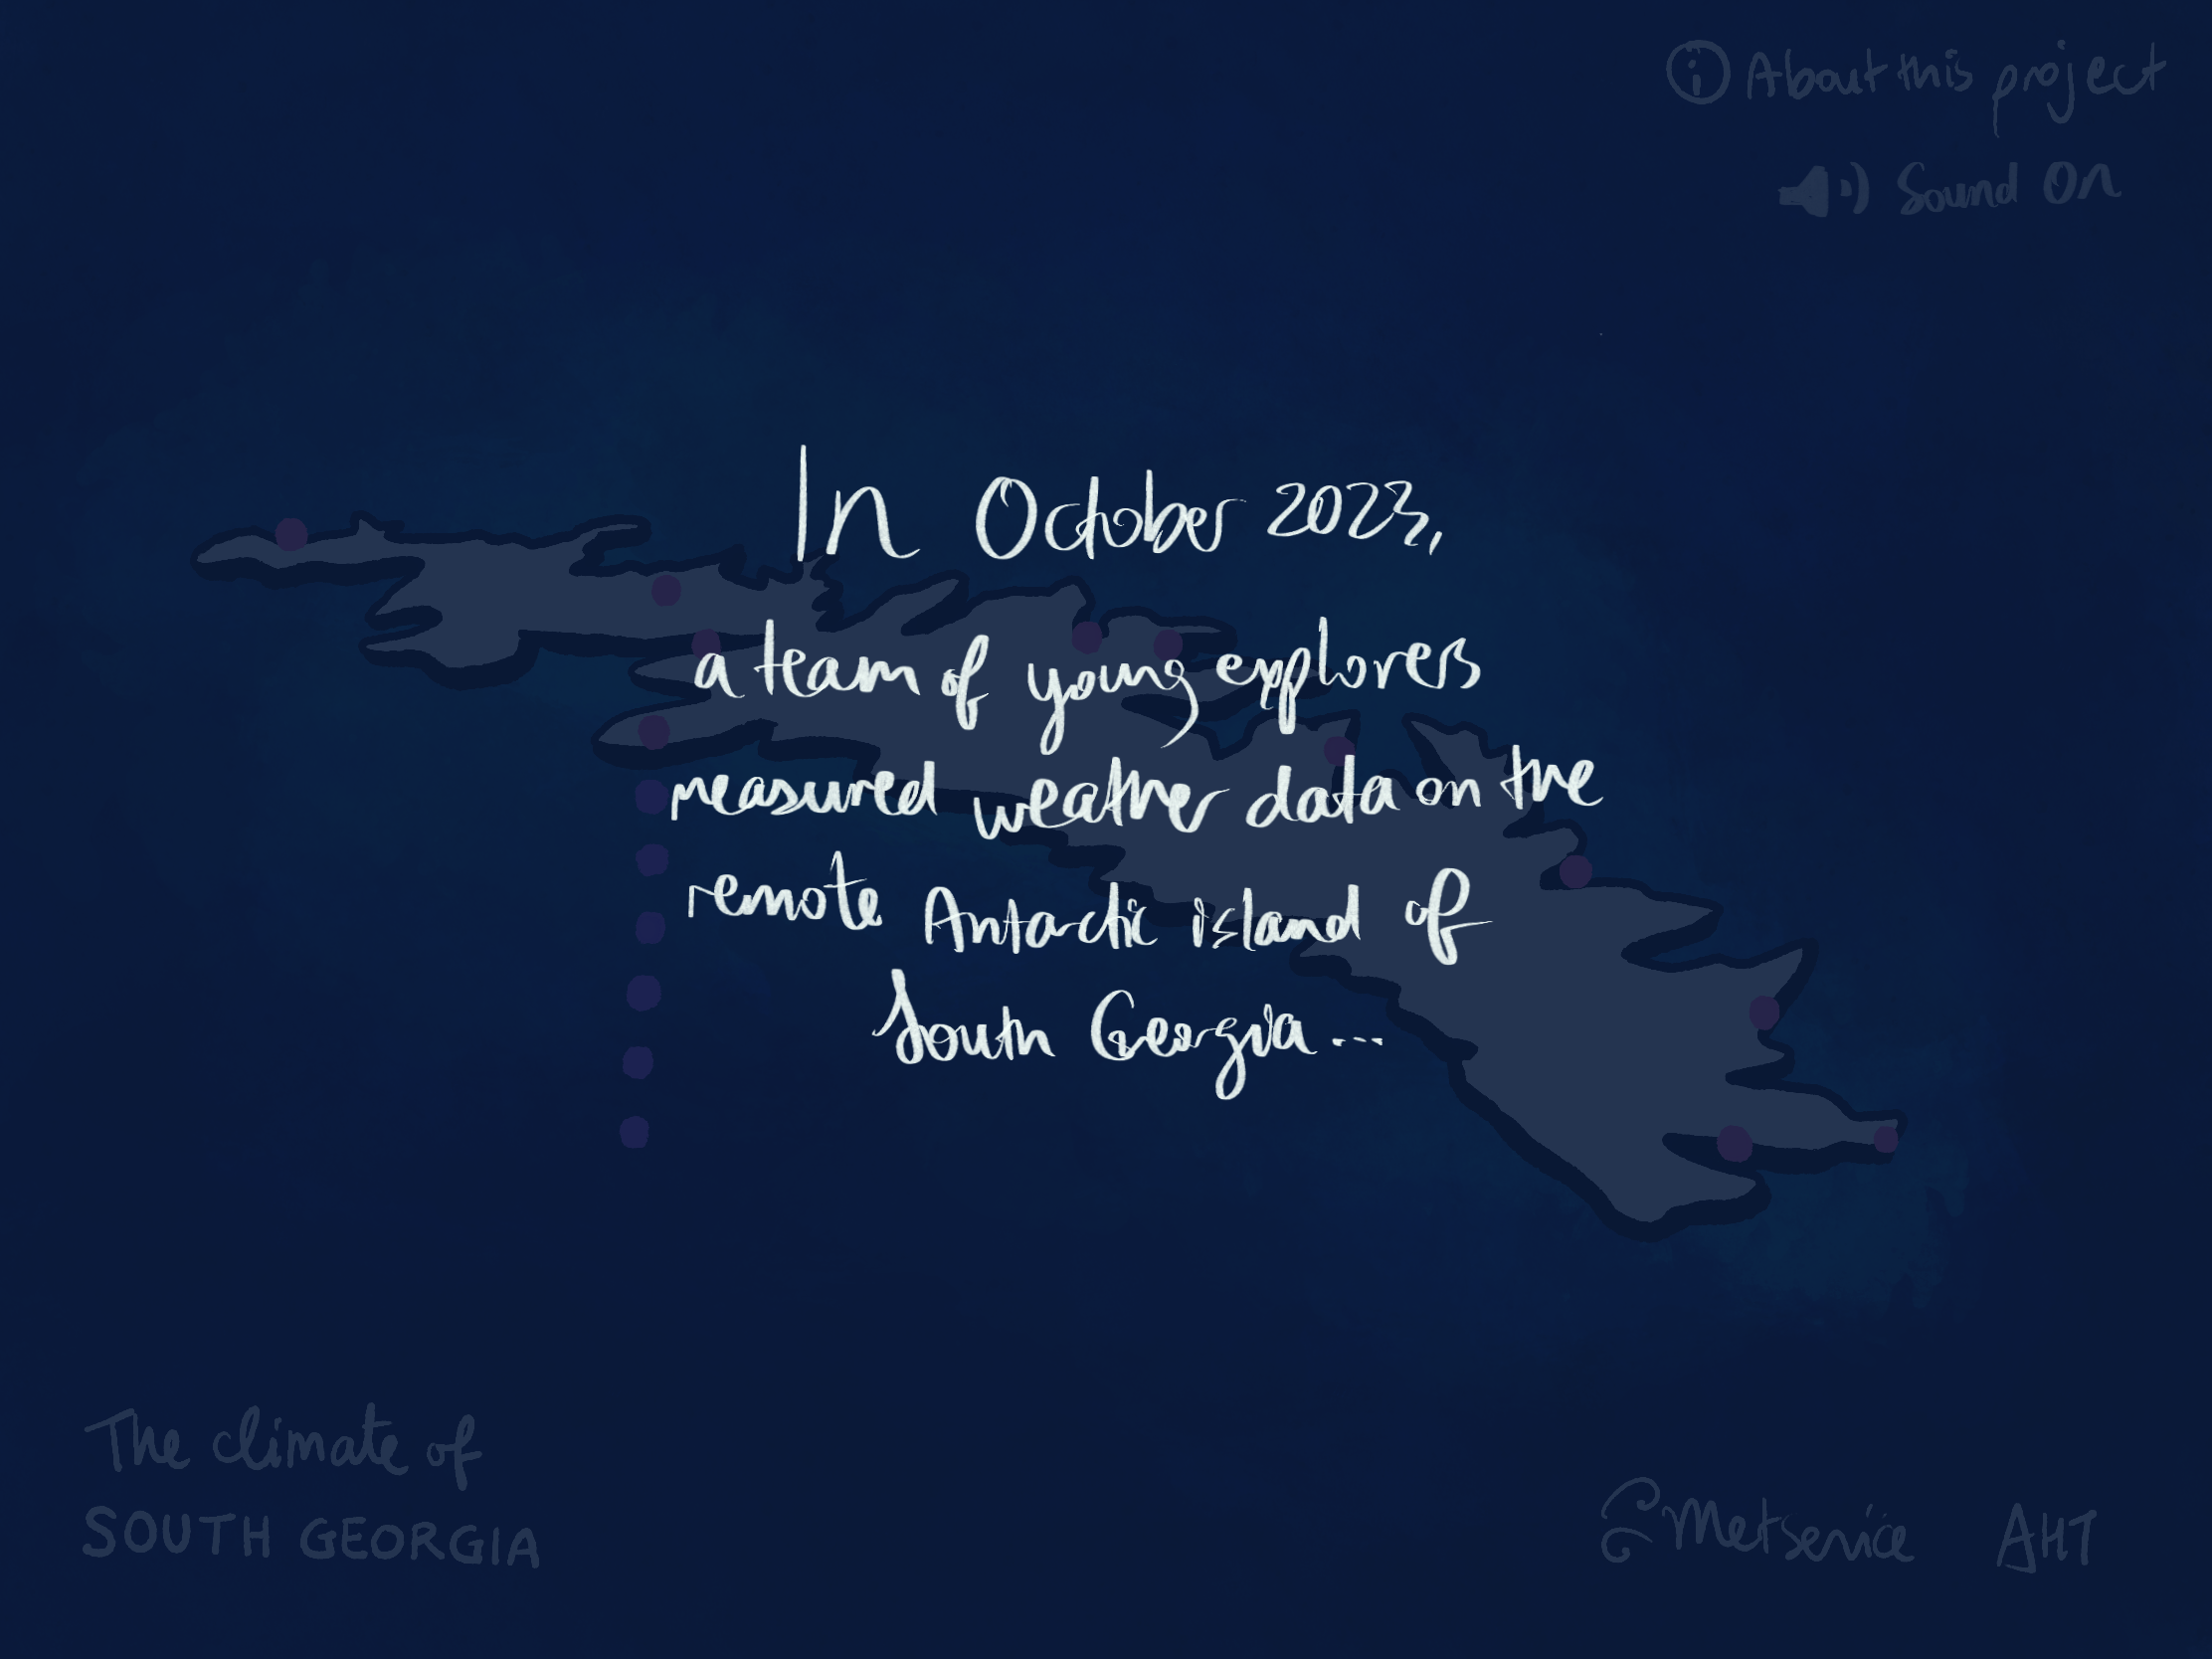 About this project
Sound On
In October 2023,
a team of young explorers
measured weather data on the
remote Antarctic island of
South Georgia...
The climate of
SOUTH GEORGIA
Metservice AHT